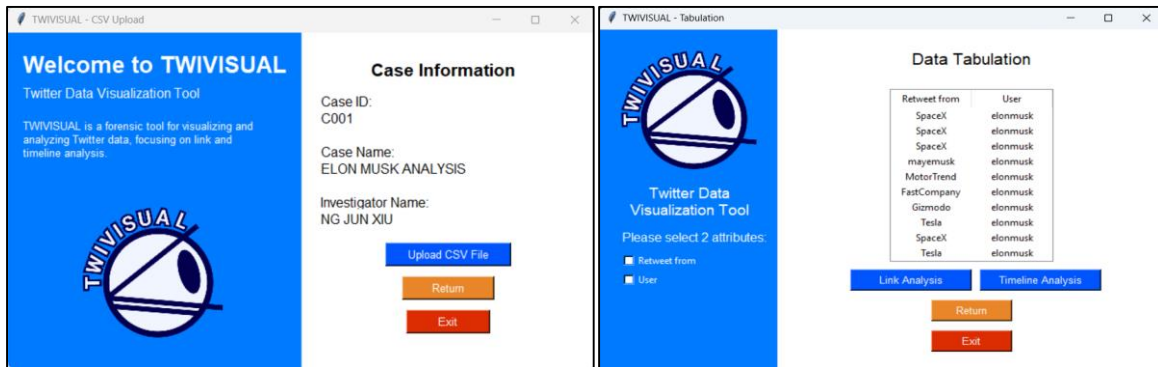 TWIVISUAL - CSV Upload
Welcome to TWIVISUAL
Twitter Data Visualization Tool
TWIVISUAL is a forensic tool for visualizing and
analyzing Twitter data, focusing on link and
timeline analysis.
TWIVISUAL
Case Information
Case ID:
C001
Case Name:
ELON MUSK ANALYSIS
Investigator Name:
NG JUN XIU
Upload CSV File
Return
Exit
TWIVISUAL - Tabulation
TWIVISUAL
Twitter Data
Visualization Tool
Please select 2 attributes:
Retweet from
User
Data Tabulation
Retweet from User
SpaceX elonmusk
SpaceX elonmusk
SpaceX elonmusk
mayemusk elonmusk
MotorTrend elonmusk
FastCompany elonmusk
Gizmodo elonmusk
Tesla elonmusk
SpaceX elonmusk
Tesla elonmusk
Link Analysis Timeline Analysis
Return
Exit